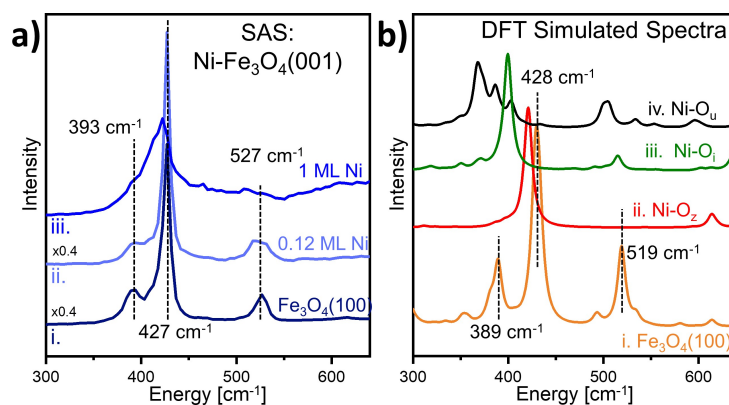 a)
SAS:
Ni-Fe₃O₄(001)
393 cm⁻¹
527 cm⁻¹
1 ML Ni
iii.
x0.4
0.12 ML Ni
ii.
x0.4
Fe₃O₄(100)
i.
427 cm⁻¹
Intensity
300 400 500 600
Energy [cm⁻¹]
b)
DFT Simulated Spectra
428 cm⁻¹
iv. Ni-Oᵤ
iii. Ni-Oᵢ
ii. Ni-O_z
519 cm⁻¹
389 cm⁻¹
i. Fe₃O₄(100)
Intensity
300 400 500 600
Energy [cm⁻¹]